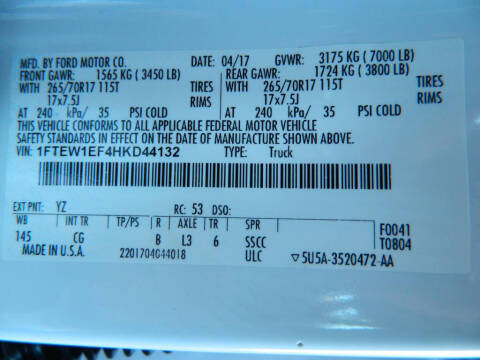 MFD. BY FORD MOTOR CO. DATE: 04/17 GVWR: 3175 KG ( 7000 LB)
FRONT GAWR: 1565 KG ( 3450 LB) REAR GAWR: 1724 KG ( 3800 LB)
WITH 265/70R17 115T TIRES WITH 265/70R17 115T TIRES
17x7.5J RIMS 17x7.5J RIMS
AT 240 kPa/ 35 PSI COLD AT 240 kPa/ 35 PSI COLD
THIS VEHICLE CONFORMS TO ALL APPLICABLE FEDERAL MOTOR VEHICLE
SAFETY STANDARDS IN EFFECT ON THE DATE OF MANUFACTURE SHOWN ABOVE.
VIN: 1FTEW1EF4HKD44132 TYPE: Truck
EXT PNT: YZ RC: 53 DSO:
WB INT TR TP/PS R AXLE TR SPR F0041
145 CG B L3 6 SSCC T0804
MADE IN U.S.A. 2201704044018 ULC ▽5U5A-3520472-AA